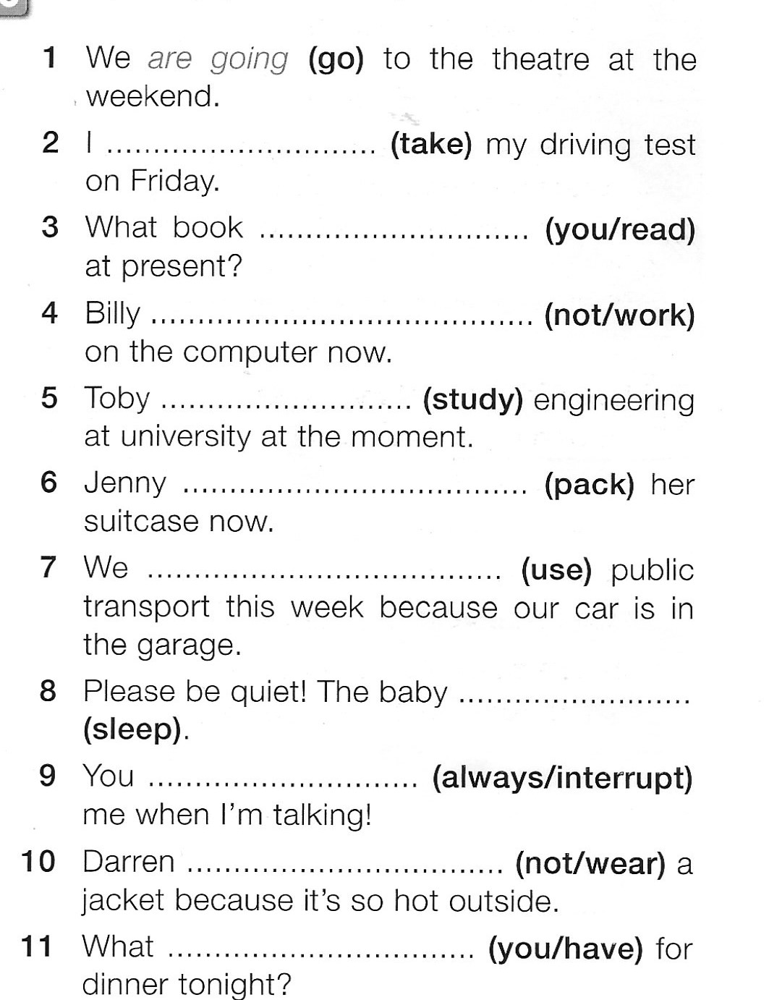 1 We are going (go) to the theatre at the
weekend.
2 I ............................. (take) my driving test
on Friday.
3 What book ............................. (you/read)
at present?
4 Billy ......................................... (not/work)
on the computer now.
5 Toby ........................... (study) engineering
at university at the moment.
6 Jenny ..................................... (pack) her
suitcase now.
7 We ...................................... (use) public
transport this week because our car is in
the garage.
8 Please be quiet! The baby .........................
(sleep).
9 You ............................. (always/interrupt)
me when I'm talking!
10 Darren .................................. (not/wear) a
jacket because it's so hot outside.
11 What ................................. (you/have) for
dinner tonight?